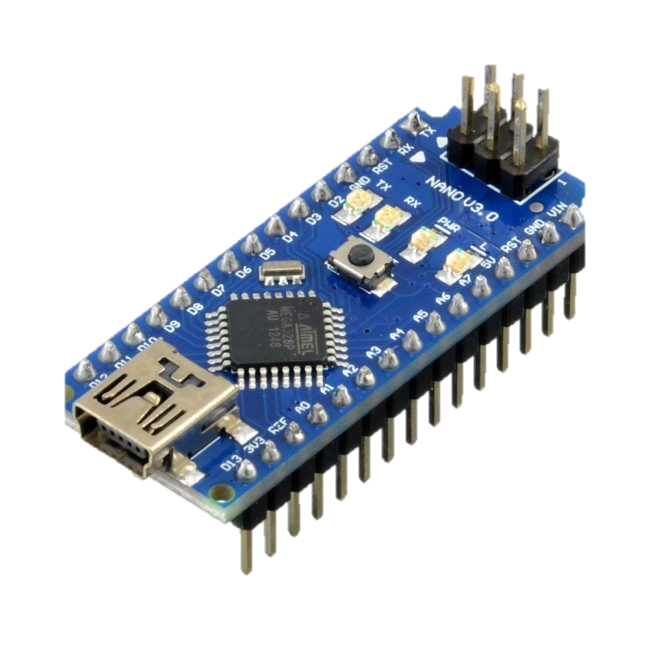 TX
RX
RST
GND
D2
D3
D4
D5
D6
D7
D8
D9
D10
D11
D12
TX
RX
PWR
L
NANO V3.0
1
ATMEL
MEGA328P
AU 1248
VIN
GND
RST
5V
A7
A6
A5
A4
A3
A2
A1
A0
REF
3V3
D13